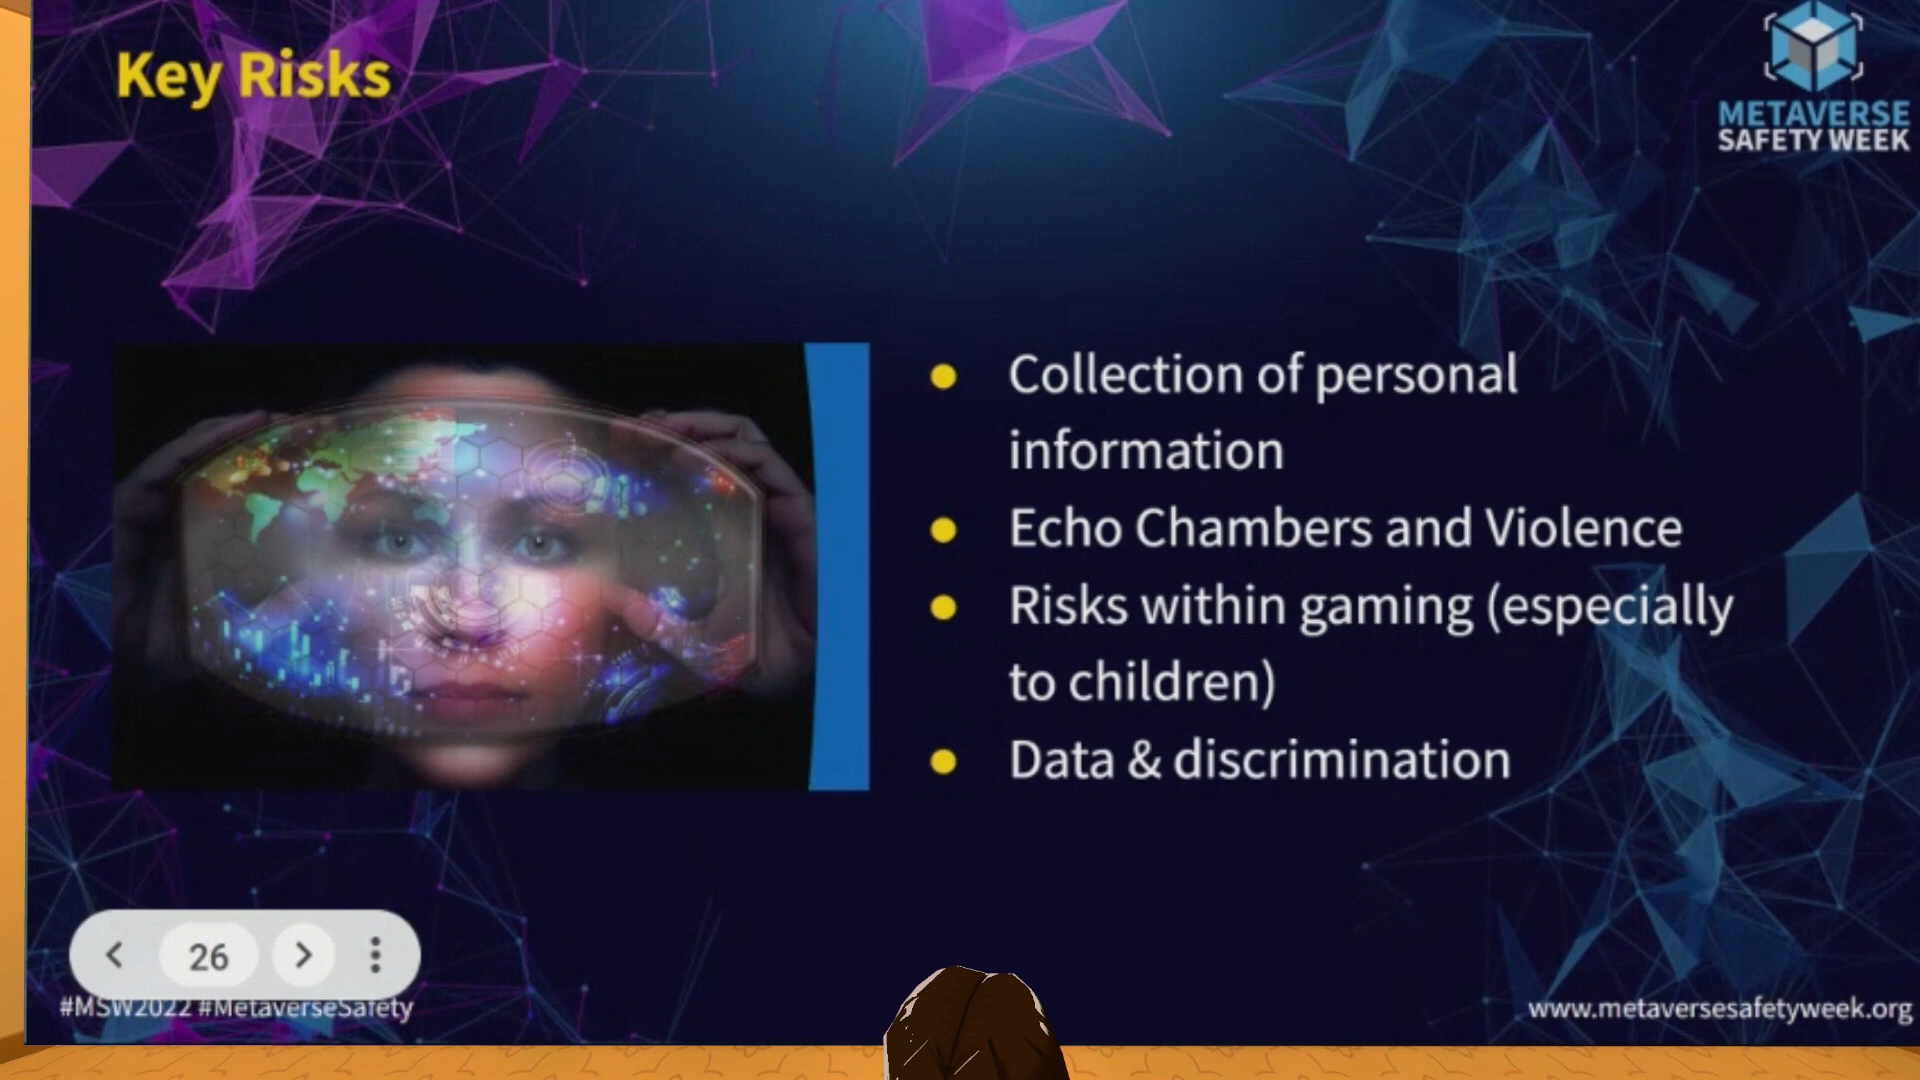 Key Risks
METAVERSE
SAFETY WEEK
Collection of personal
information
Echo Chambers and Violence
Risks within gaming (especially
to children)
Data & discrimination
26
#MSW2022 #MetaverseSafety
www.metaversesafetyweek.org